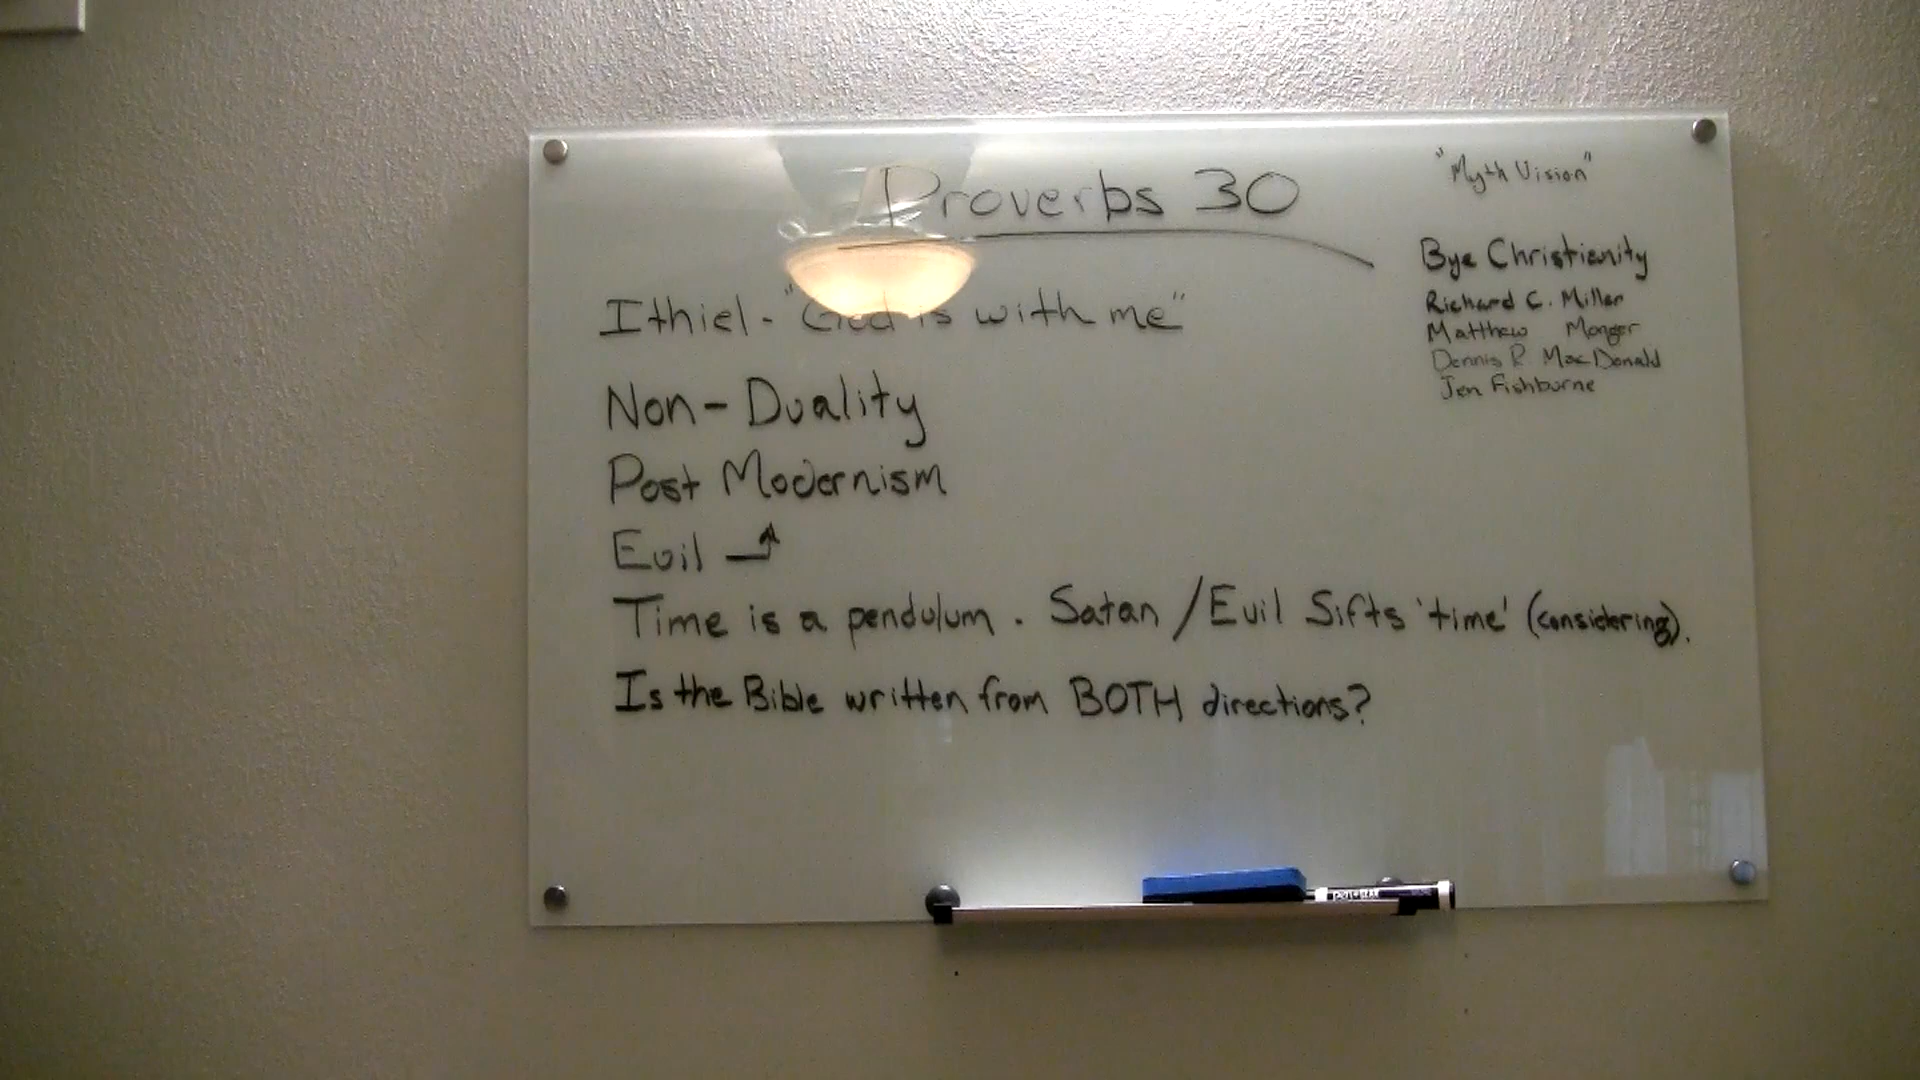 Proverbs 30
Ithiel - "God is with me"
Non-Duality
Post Modernism
Evil ⬏
Time is a pendulum. Satan/Evil Sifts 'time' (considering).
Is the Bible written from BOTH directions?
"Myth Vision"
Bye Christianity
Richard C. Miller
Matthew Monger
Dennis R MacDonald
Jen Fishburne